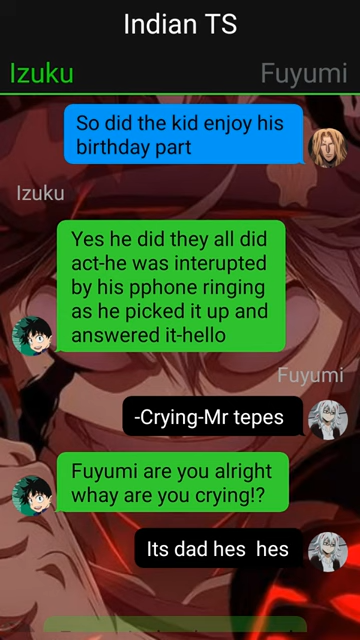 Indian TS
Izuku Fuyumi
So did the kid enjoy his
birthday part
Izuku
Yes he did they all did
act-he was interupted
by his pphone ringing
as he picked it up and
answered it-hello
Fuyumi
-Crying-Mr tepes
Fuyumi are you alright
whay are you crying!?
Its dad hes  hes